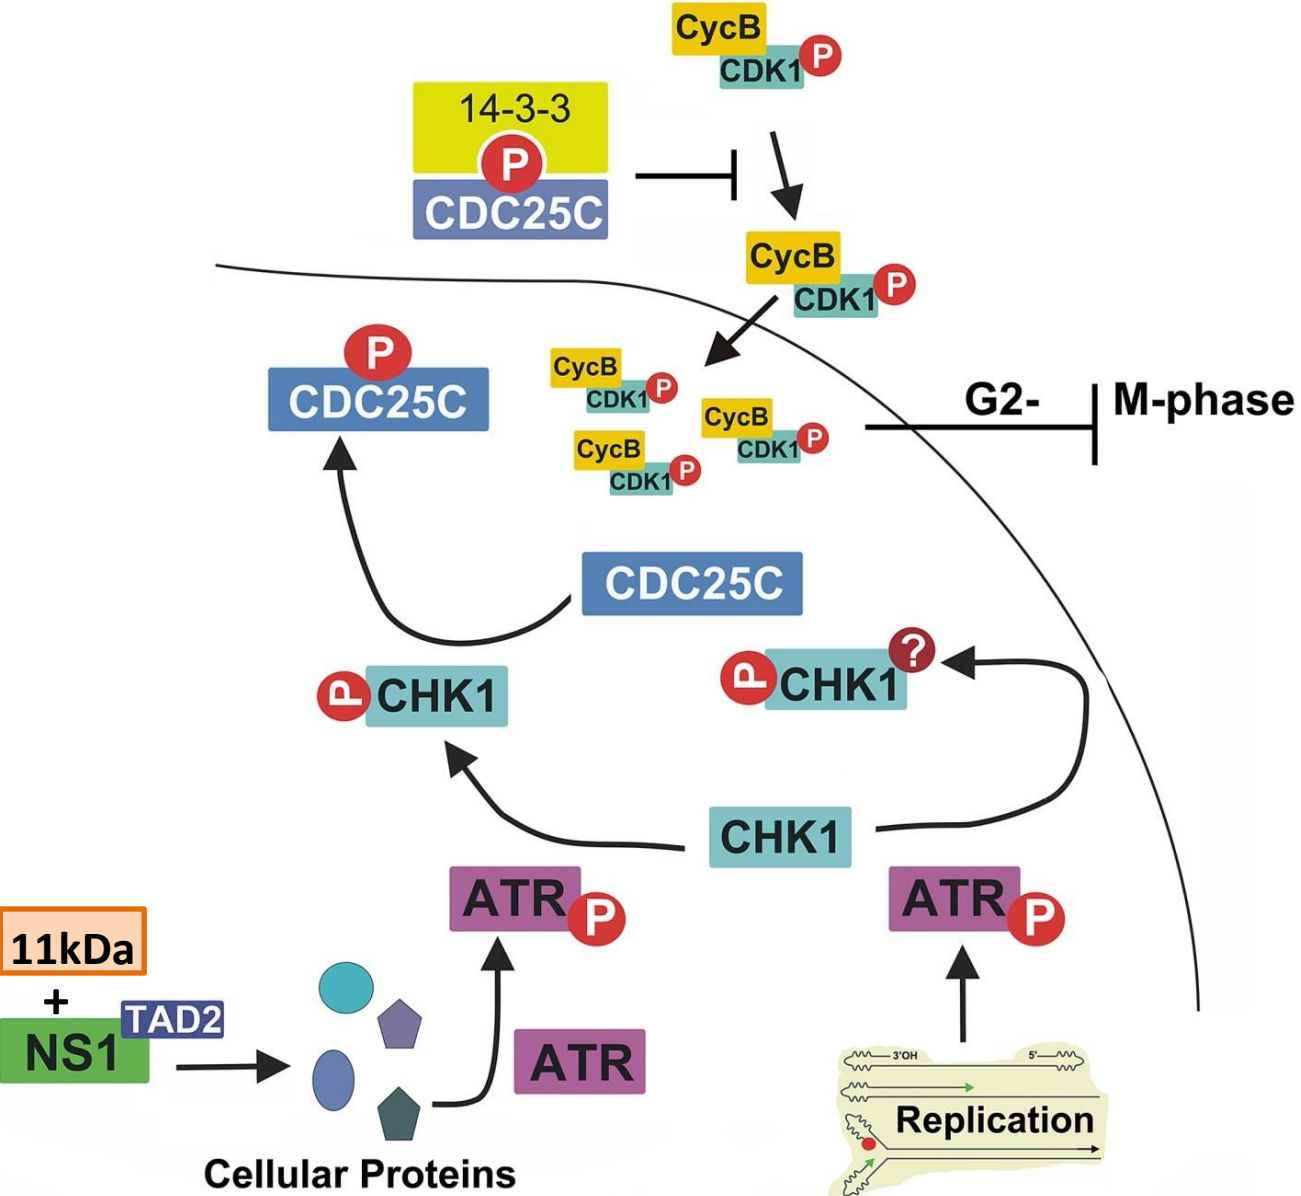 CycB
CDK1 P
14-3-3
P
CDC25C
CycB
CDK1 P
P
CDC25C
CycB
CDK1 P
CycB
CDK1 P
CycB
CDK1 P
G2- M-phase
CDC25C
P CHK1
P CHK1 ?
CHK1
ATR P
ATR P
11kDa
+
NS1 TAD2
ATR
3'OH 5'
Replication
Cellular Proteins